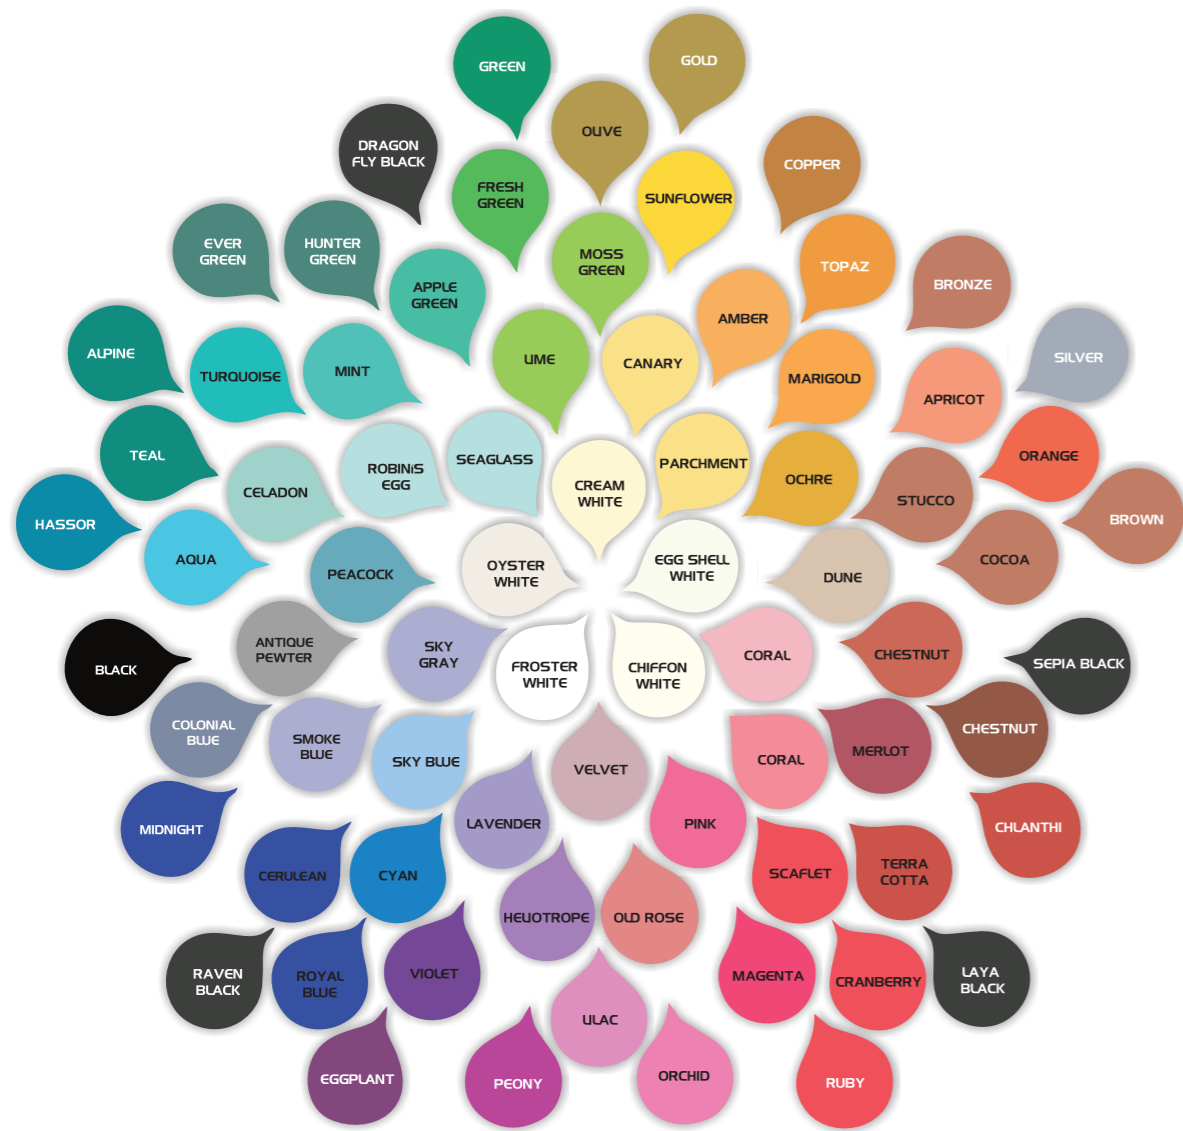 GREEN
GOLD
OLIVE
DRAGON
FLY BLACK
COPPER
FRESH
GREEN
SUNFLOWER
EVER
GREEN
HUNTER
GREEN
MOSS
GREEN
TOPAZ
BRONZE
APPLE
GREEN
AMBER
ALPINE
TURQUOISE
MINT
LIME
CANARY
MARIGOLD
SILVER
APRICOT
TEAL
ROBINiS
EGG
SEAGLASS
PARCHMENT
ORANGE
CELADON
CREAM
WHITE
OCHRE
STUCCO
HASSOR
BROWN
AQUA
PEACOCK
OYSTER
WHITE
EGG SHELL
WHITE
DUNE
COCOA
BLACK
ANTIQUE
PEWTER
SKY
GRAY
FROSTER
WHITE
CHIFFON
WHITE
CORAL
CHESTNUT
SEPIA BLACK
COLONIAL
BLUE
SMOKE
BLUE
SKY BLUE
VELVET
CORAL
MERLOT
CHESTNUT
MIDNIGHT
LAVENDER
PINK
CHLANTHI
CERULEAN
CYAN
SCAFLET
TERRA
COTTA
HELIOTROPE
OLD ROSE
RAVEN
BLACK
ROYAL
BLUE
VIOLET
MAGENTA
CRANBERRY
LAYA
BLACK
LILAC
EGGPLANT
PEONY
ORCHID
RUBY